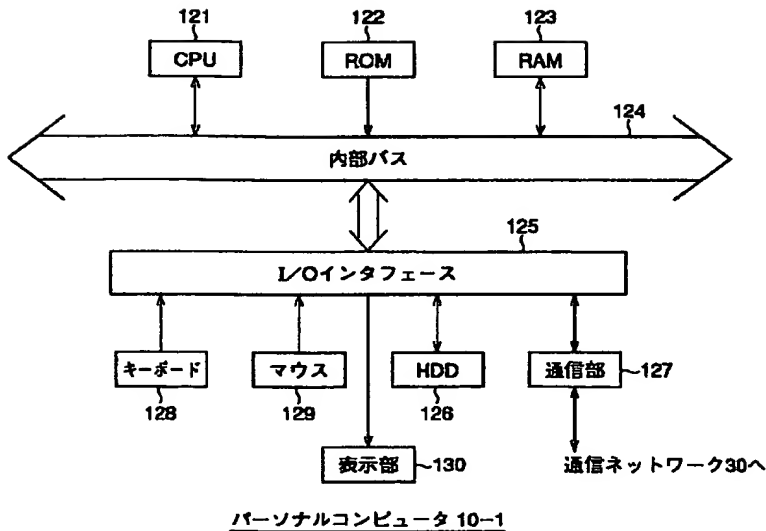 121 122 123
CPU ROM RAM
124
内部バス
125
I/Oインタフェース
キーボード マウス HDD 通信部 127
128 129 126
表示部 130 通信ネットワーク30へ
パーソナルコンピュータ 10-1